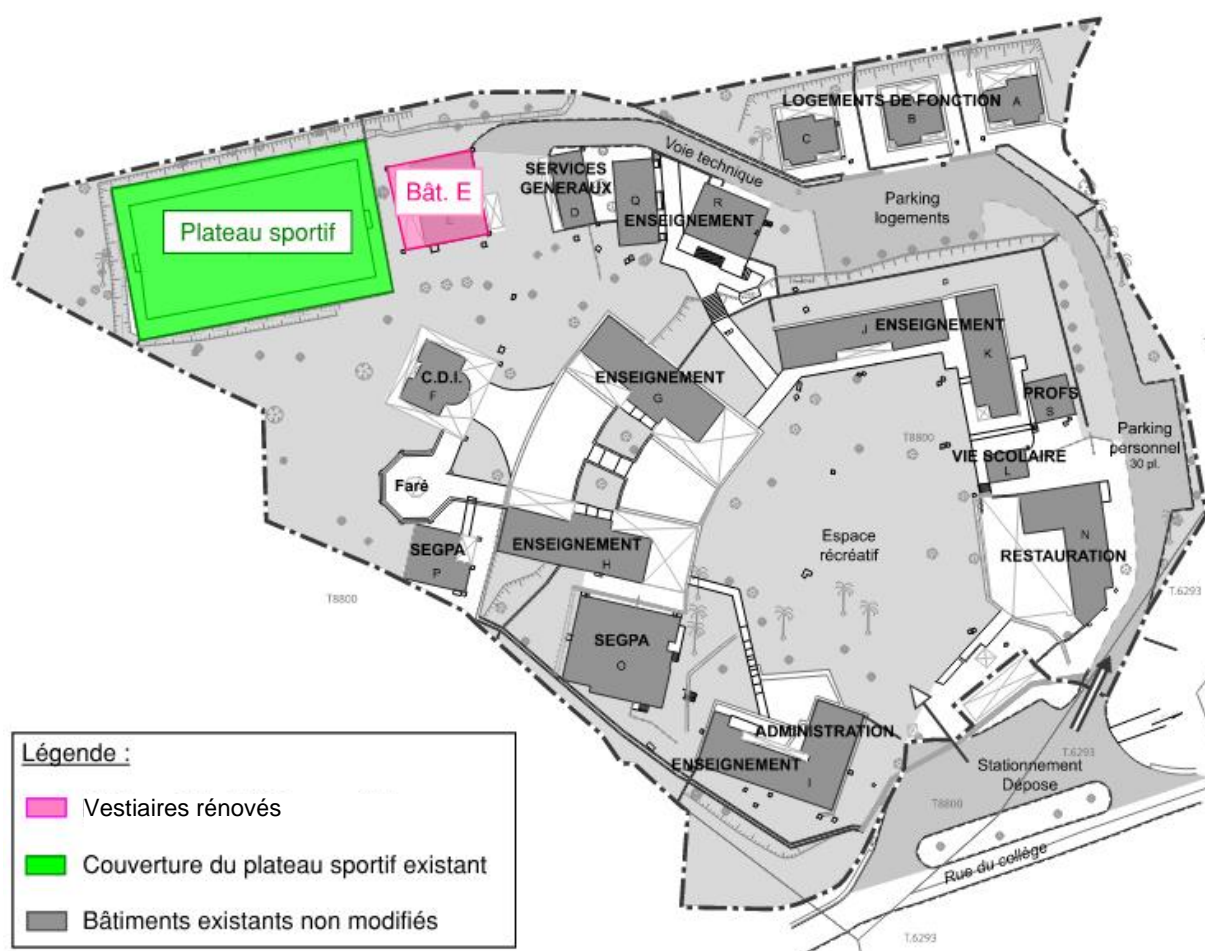 LOGEMENTS DE FONCTION
A
B
C
Voie technique
SERVICES
GENERAUX
D
Q
R
ENSEIGNEMENT
Parking
logements
Bât. E
Plateau sportif
J
ENSEIGNEMENT
K
C.D.I.
F
ENSEIGNEMENT
G
PROFS
S
T8800
VIE SCOLAIRE
L
Parking
personnel
30 pl.
Faré
Espace
récréatif
N
RESTAURATION
SEGPA
P
ENSEIGNEMENT
H
T8800
T.6293
SEGPA
O
ADMINISTRATION
ENSEIGNEMENT
I
Stationnement
Dépose
T.6293
T8800
Rue du collège
T.6293
Légende :
Vestiaires rénovés
Couverture du plateau sportif existant
Bâtiments existants non modifiés